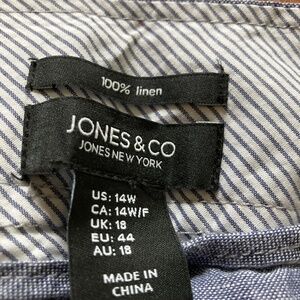 100% linen
JONES & CO
JONES NEW YORK
US: 14W
CA: 14W/F
UK: 18
EU: 44
AU: 18
MADE IN
CHINA